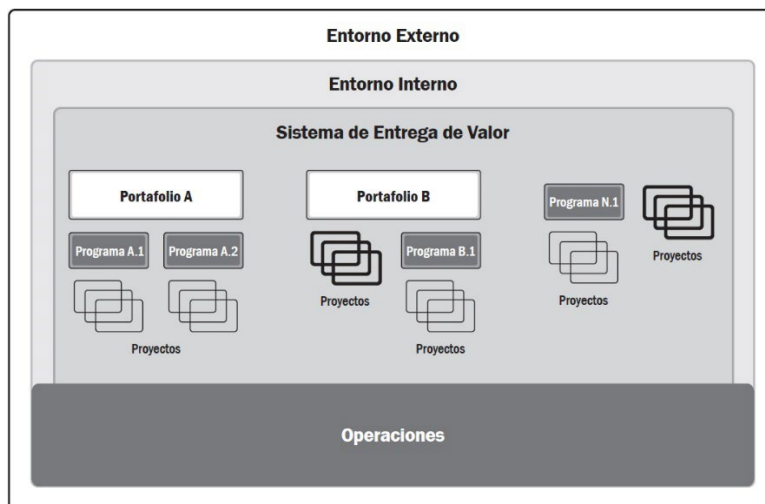 Entorno Externo
Entorno Interno
Sistema de Entrega de Valor
Portafolio A
Portafolio B
Programa N.1
Programa A.1
Programa A.2
Programa B.1
Proyectos
Proyectos
Proyectos
Proyectos
Proyectos
Operaciones